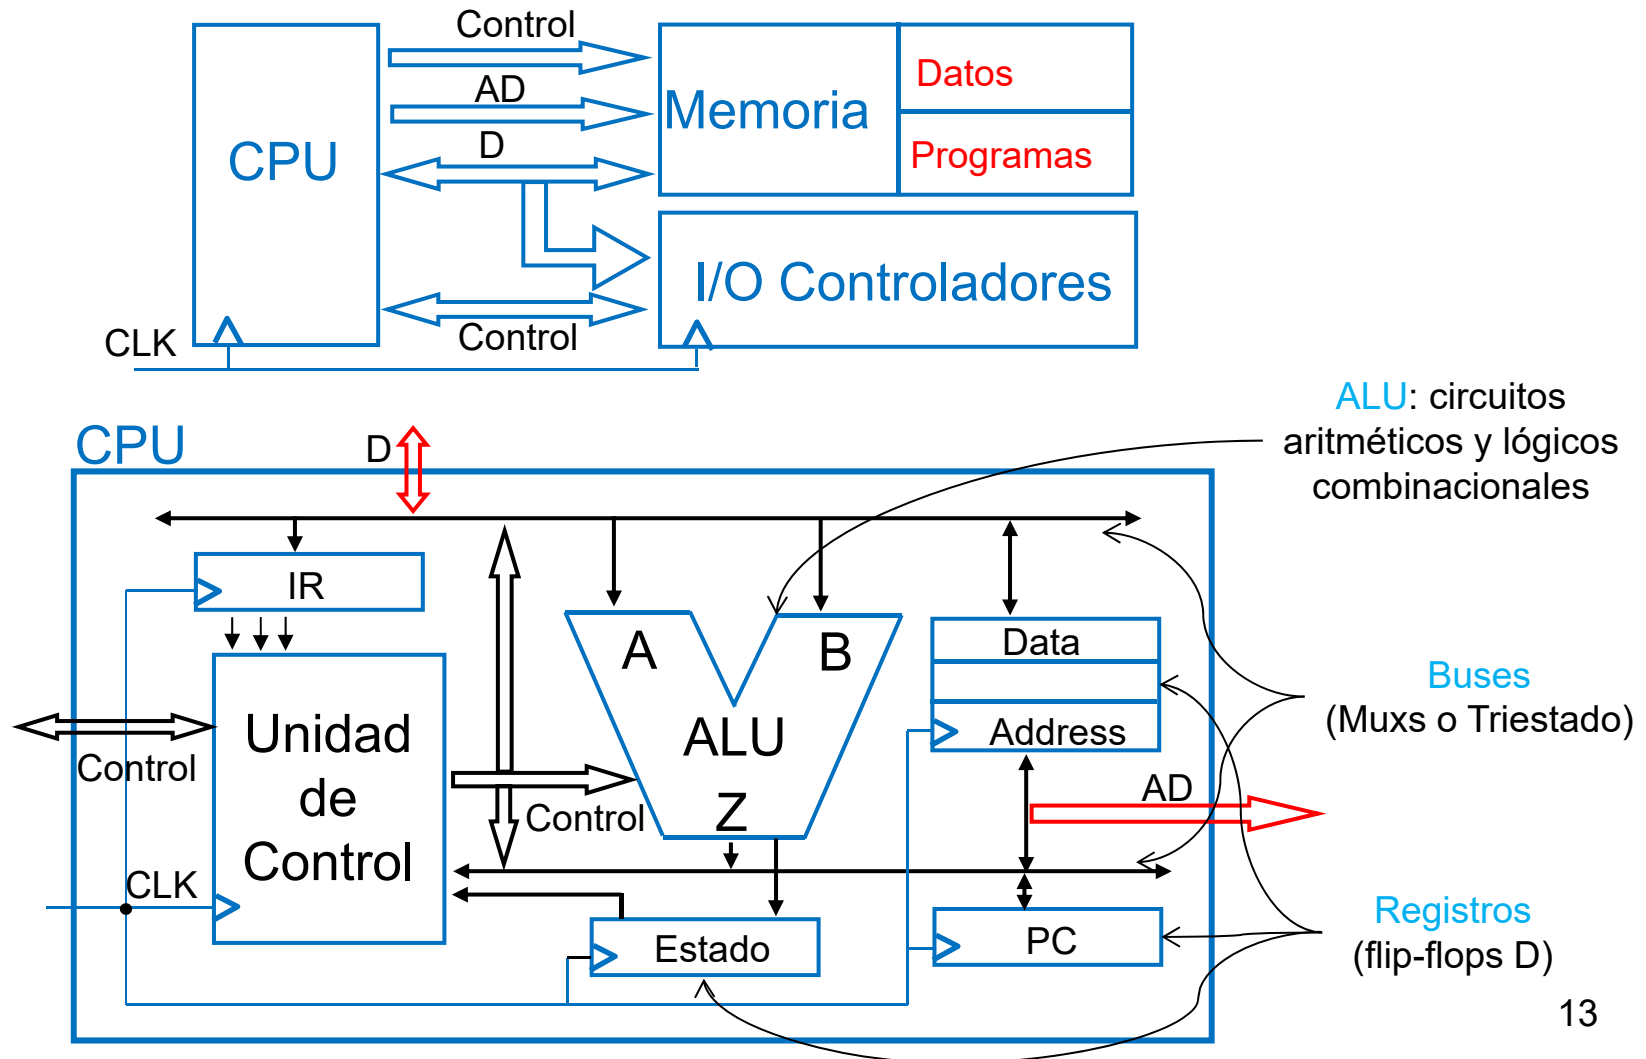 Control
AD
D
CPU
Memoria
Datos
Programas
I/O Controladores
Control
CLK
CPU
D
ALU: circuitos
aritméticos y lógicos
combinacionales
IR
A
B
ALU
Z
Data
Address
Buses
(Muxs o Triestado)
Unidad
de
Control
Control
Control
AD
CLK
Estado
PC
Registros
(flip-flops D)
13